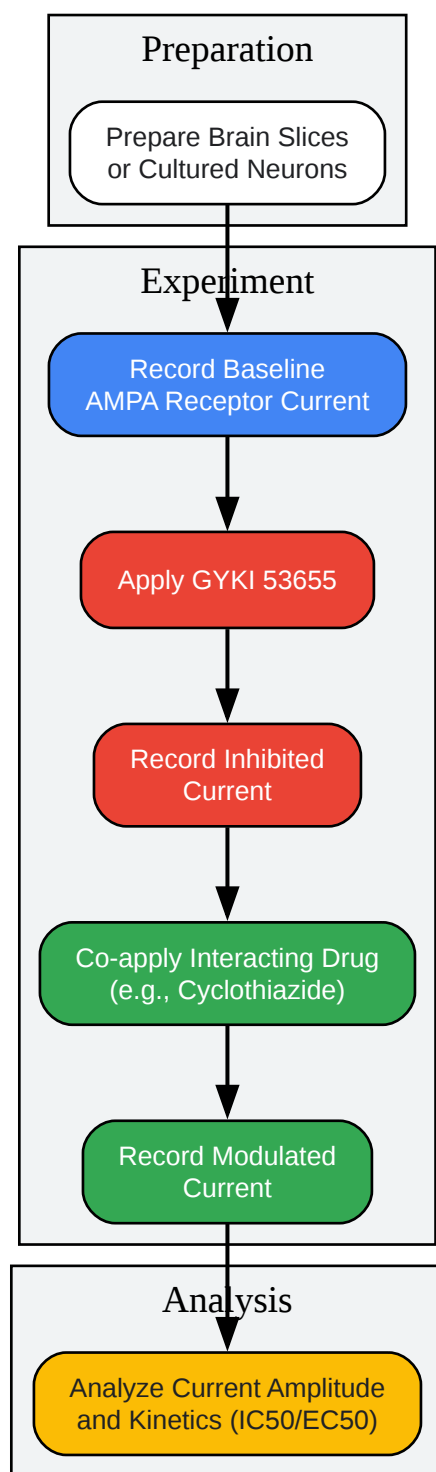 Preparation
Prepare Brain Slices
or Cultured Neurons
Experiment
Record Baseline
AMPA Receptor Current
Apply GYKI 53655
Record Inhibited
Current
Co-apply Interacting Drug
(e.g., Cyclothiazide)
Record Modulated
Current
Analysis
Analyze Current Amplitude
and Kinetics (IC50/EC50)